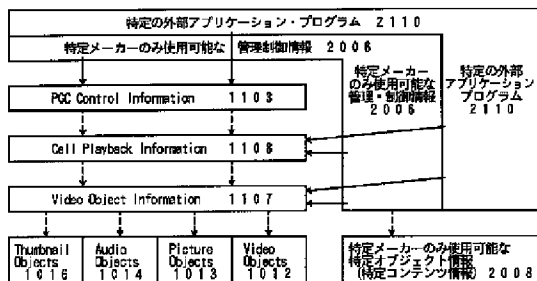 特定の外部アプリケーション・プログラム 2110
特定メーカーのみ使用可能な 管理制御情報 2006
PGC Control Information 1103
Cell Playback Information 1108
Video Object Information 1107
特定メーカー
のみ使用可能な
管理・制御情報
2006
特定の外部
アプリケーション
プログラム
2110
Thumbnail
Objects
1016
Audio
Objects
1014
Picture
Objects
1013
Video
Objects
1012
特定メーカーのみ使用可能な
特定オブジェクト情報
(特定コンテンツ情報) 2008